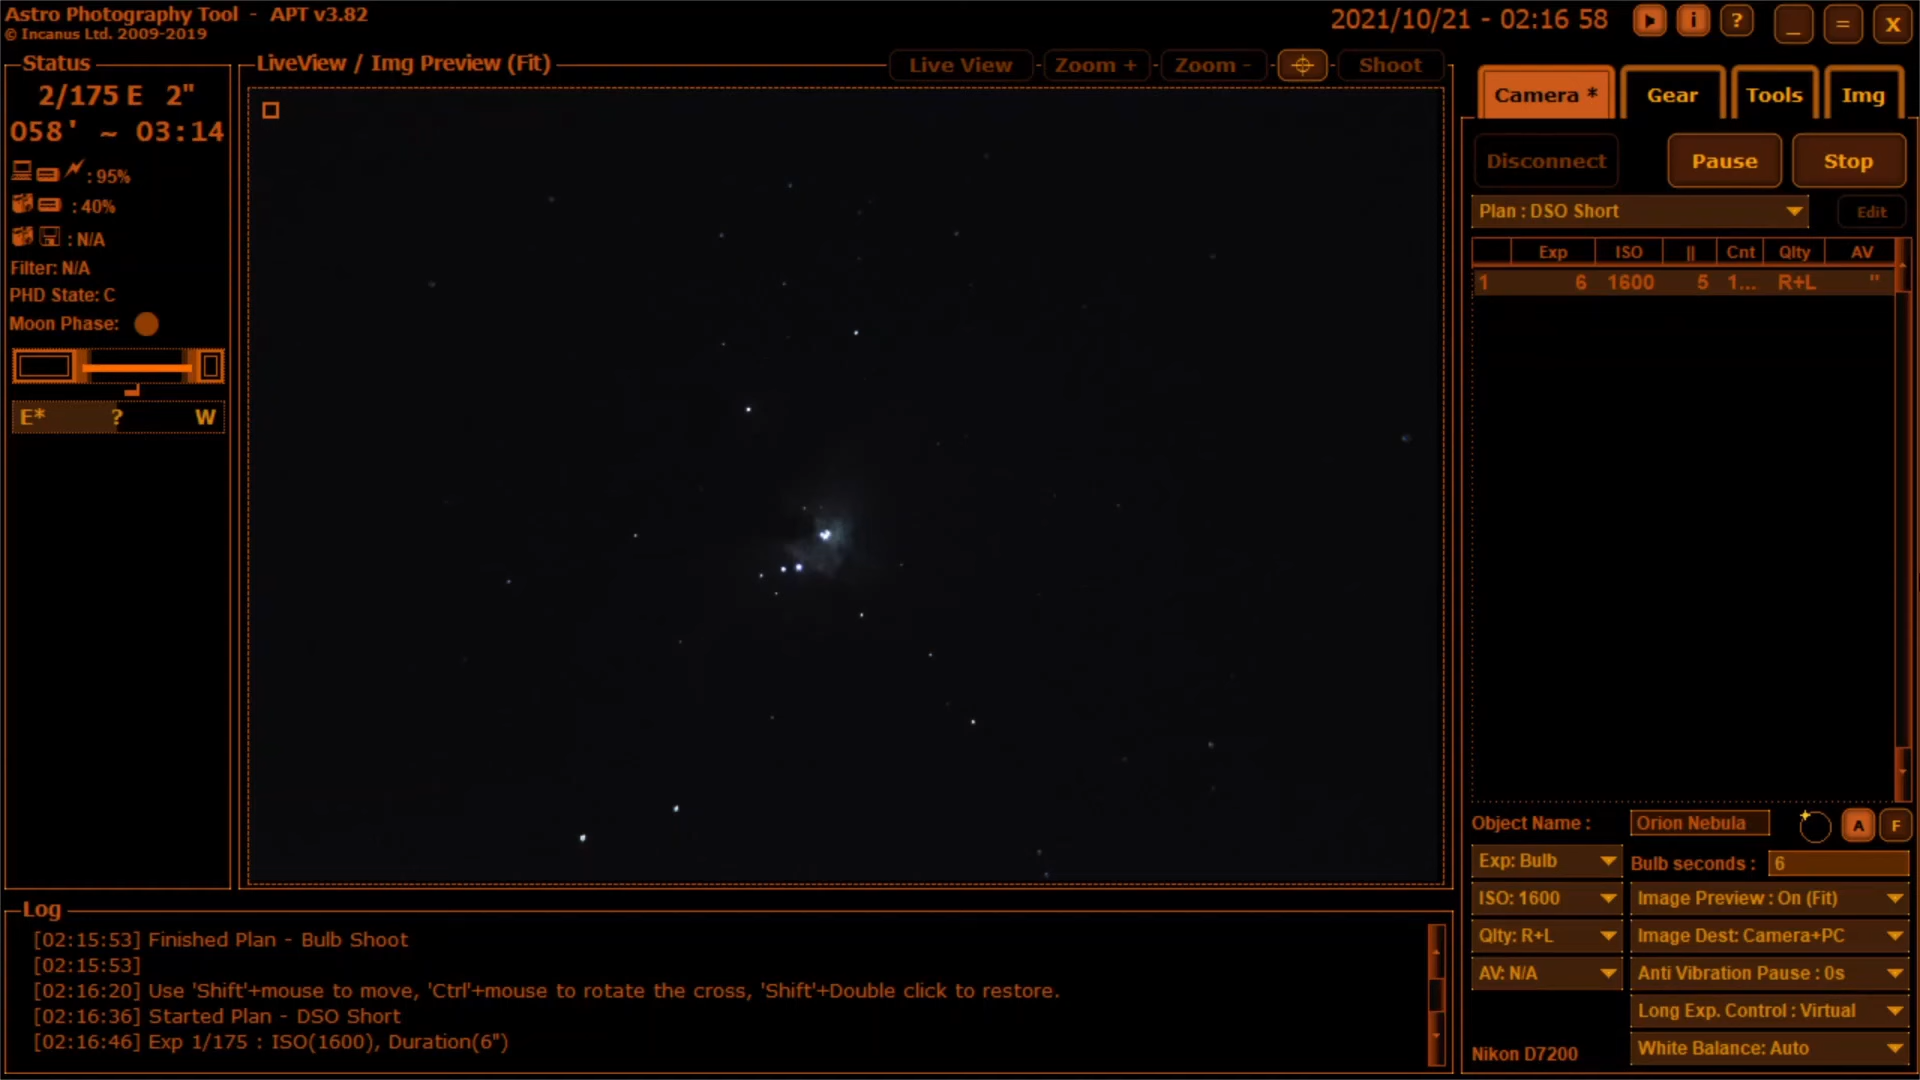 Astro Photography Tool - APT v3.82
© Incanus Ltd. 2009-2019
2021/10/21 - 02:16 58
i ? _ = X
Status
2/175 E 2"
058' ~ 03:14
: 95%
: 40%
: N/A
Filter: N/A
PHD State: C
Moon Phase:
E* ? W
LiveView / Img Preview (Fit)
Live View
Zoom +
Zoom -
Shoot
Camera *
Gear
Tools
Img
Disconnect
Pause
Stop
Plan : DSO Short
Edit
Exp ISO || Cnt Qlty AV
1 6 1600 5 1... R+L "
Object Name : Orion Nebula A F
Exp: Bulb
Bulb seconds : 6
ISO: 1600
Image Preview : On (Fit)
Qlty: R+L
Image Dest: Camera+PC
AV: N/A
Anti Vibration Pause : 0s
Long Exp. Control : Virtual
Nikon D7200
White Balance: Auto
Log
[02:15:53] Finished Plan - Bulb Shoot
[02:15:53]
[02:16:20] Use 'Shift'+mouse to move, 'Ctrl'+mouse to rotate the cross, 'Shift'+Double click to restore.
[02:16:36] Started Plan - DSO Short
[02:16:46] Exp 1/175 : ISO(1600), Duration(6")